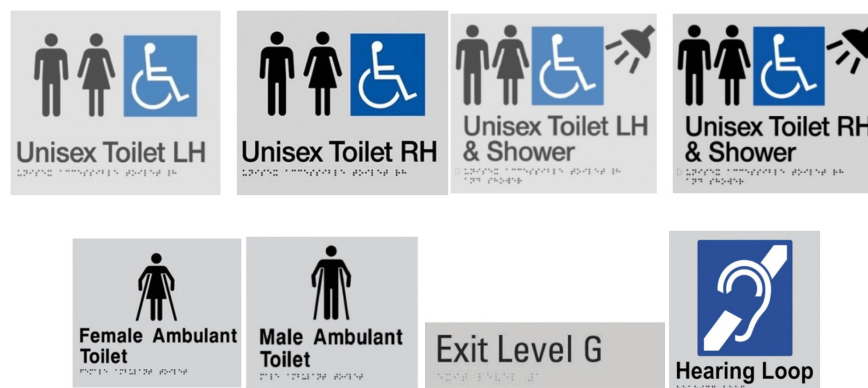 Unisex Toilet LH
Unisex Toilet RH
Unisex Toilet LH
& Shower
Unisex Toilet RH
& Shower
Female Ambulant
Toilet
Male Ambulant
Toilet
Exit Level G
Hearing Loop